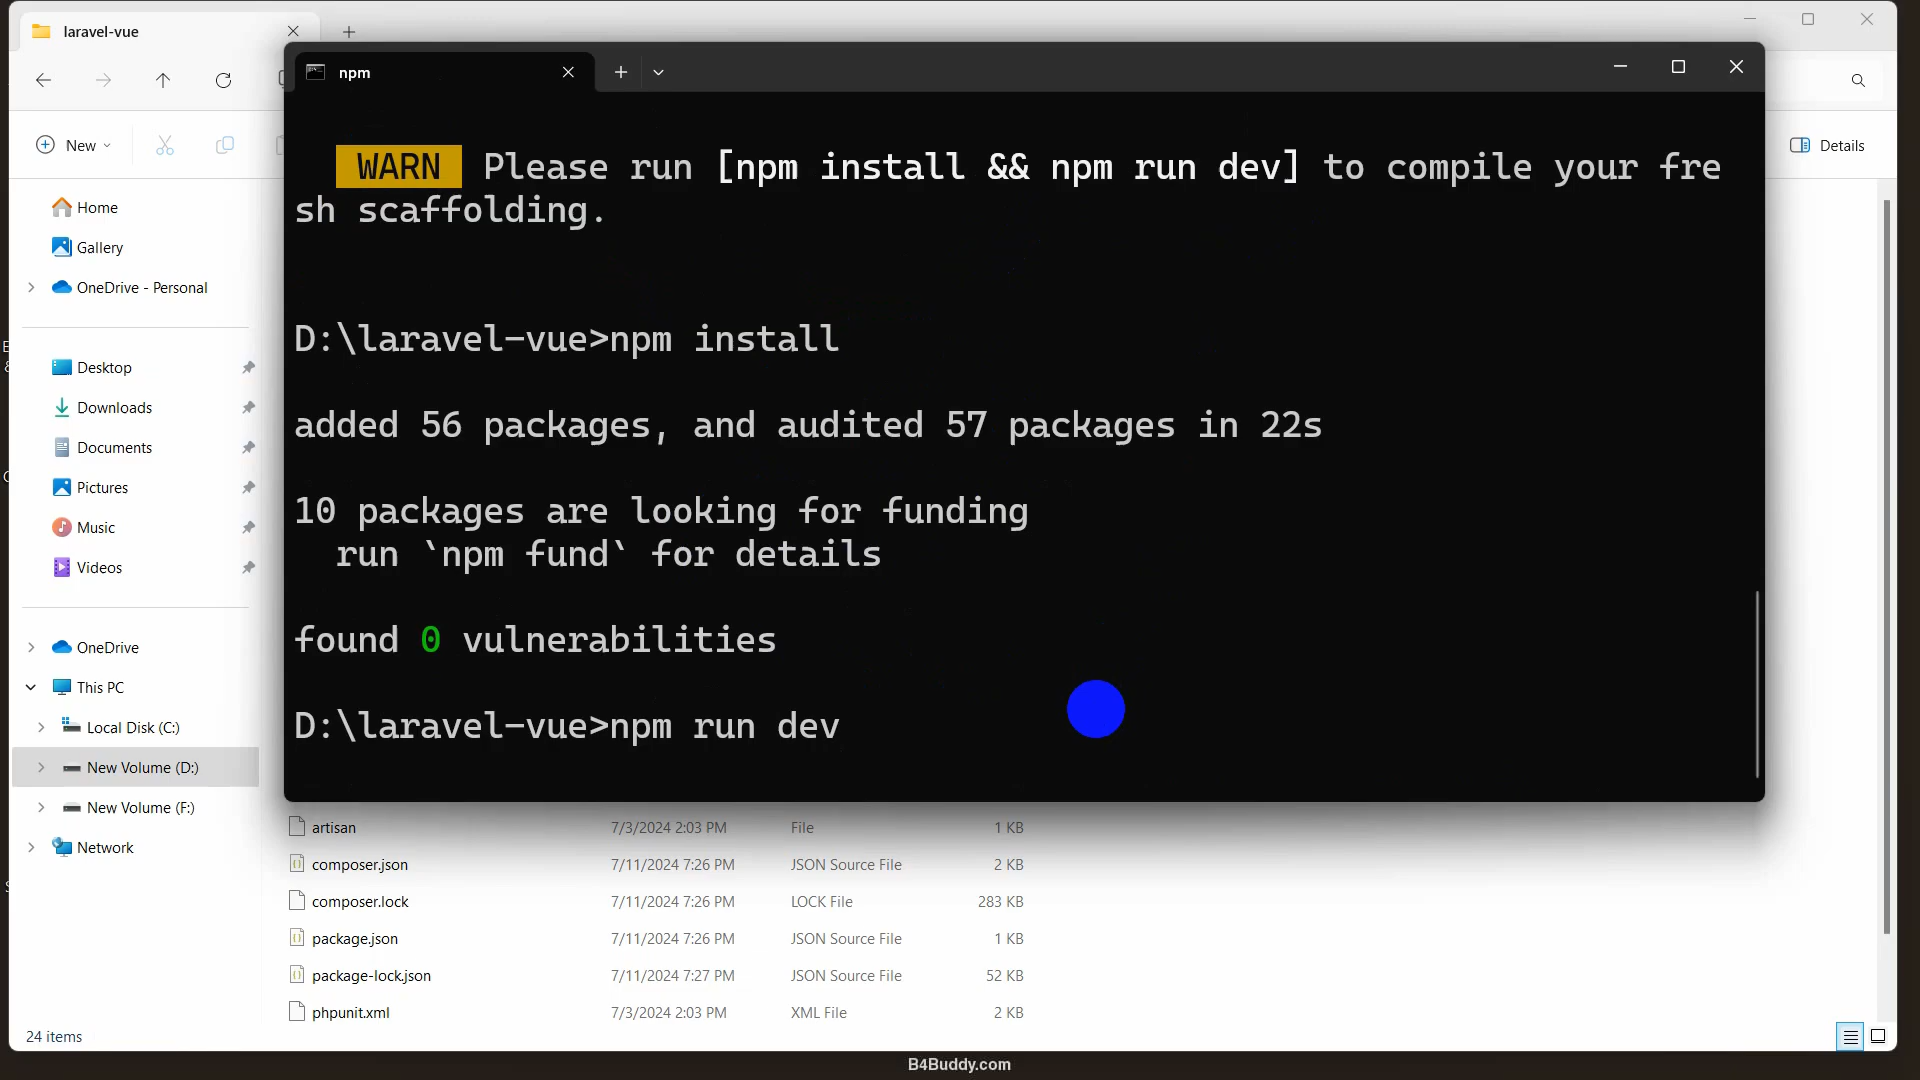 laravel-vue
npm
New
Details
WARN Please run [npm install && npm run dev] to compile your fre
sh scaffolding.
D:\laravel-vue>npm install
added 56 packages, and audited 57 packages in 22s
10 packages are looking for funding
run `npm fund` for details
found 0 vulnerabilities
D:\laravel-vue>npm run dev
Home
Gallery
OneDrive - Personal
Desktop
Downloads
Documents
Pictures
Music
Videos
OneDrive
This PC
Local Disk (C:)
New Volume (D:)
New Volume (F:)
Network
artisan 7/3/2024 2:03 PM File 1 KB
composer.json 7/11/2024 7:26 PM JSON Source File 2 KB
composer.lock 7/11/2024 7:26 PM LOCK File 283 KB
package.json 7/11/2024 7:26 PM JSON Source File 1 KB
package-lock.json 7/11/2024 7:27 PM JSON Source File 52 KB
phpunit.xml 7/3/2024 2:03 PM XML File 2 KB
24 items
B4Buddy.com